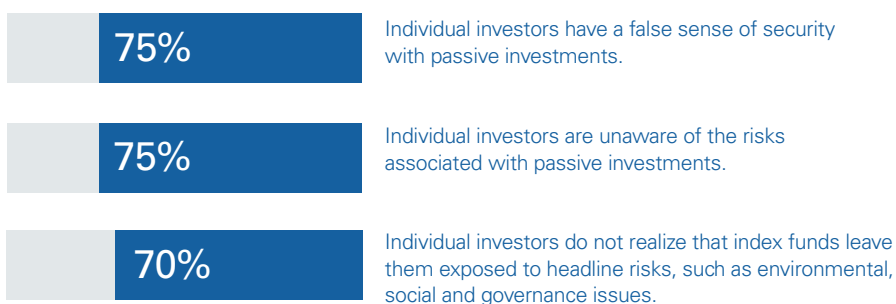 75%
Individual investors have a false sense of security
with passive investments.
75%
Individual investors are unaware of the risks
associated with passive investments.
70%
Individual investors do not realize that index funds leave
them exposed to headline risks, such as environmental,
social and governance issues.